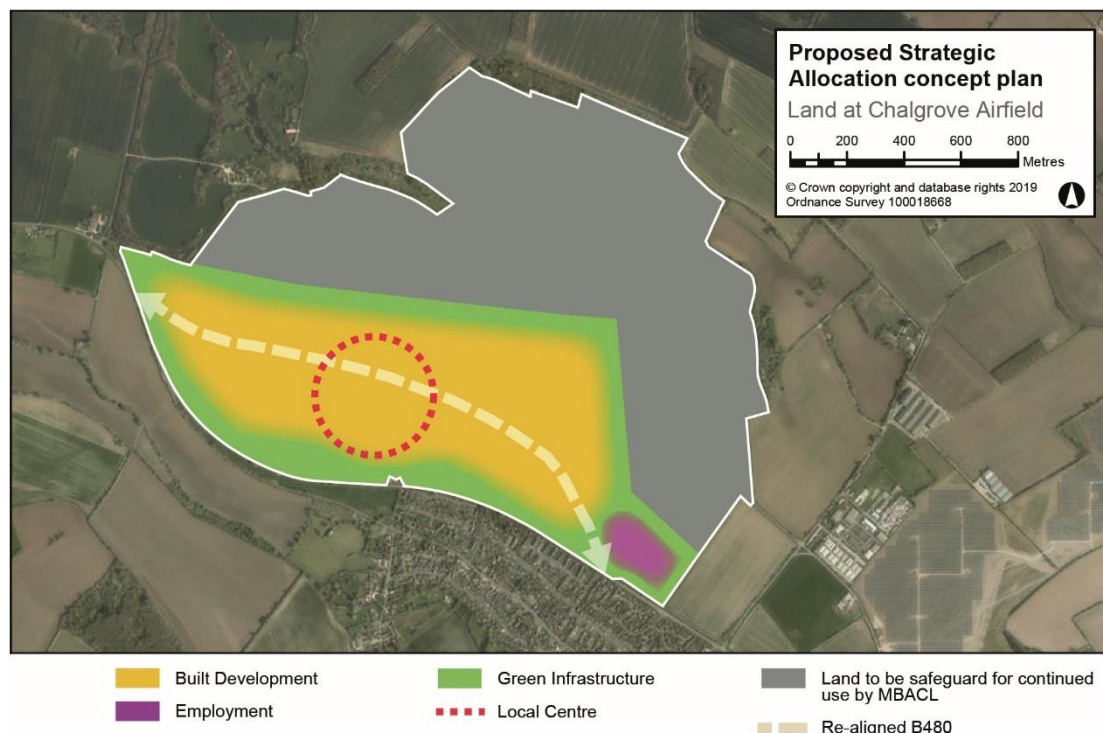 Proposed Strategic
Allocation concept plan
Land at Chalgrove Airfield
0 200 400 600 800
Metres
© Crown copyright and database rights 2019
Ordnance Survey 100018668
Built Development
Green Infrastructure
Land to be safeguard for continued
use by MBACL
Employment
Local Centre
Re-aligned B480